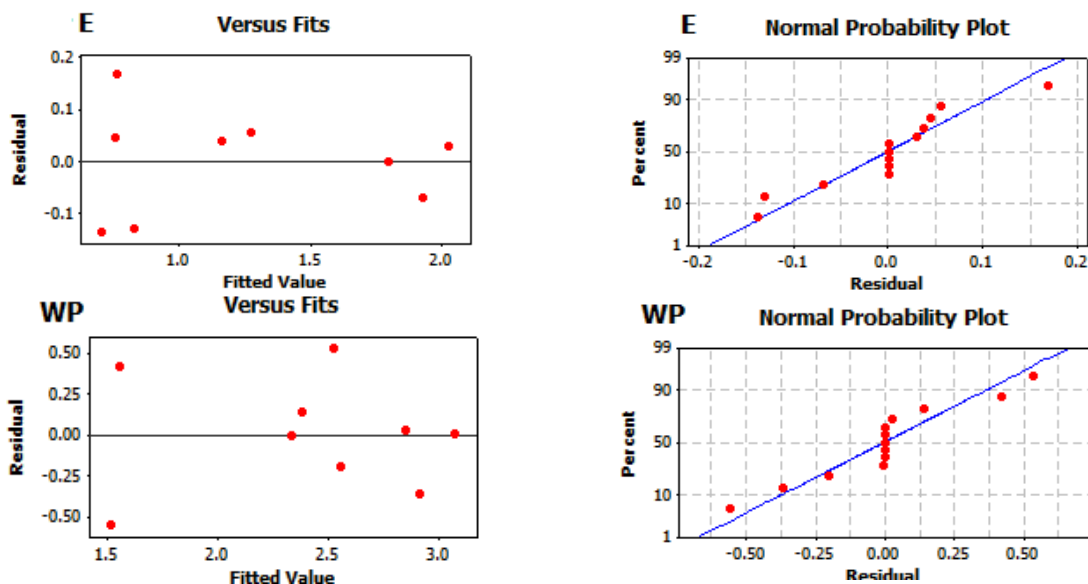 E
Versus Fits
0.2
0.1
0.0
-0.1
Residual
1.0 1.5 2.0
Fitted Value
E
Normal Probability Plot
99
90
50
10
1
Percent
-0.2 -0.1 0.0 0.1 0.2
Residual
WP
Versus Fits
0.50
0.25
0.00
-0.25
-0.50
Residual
1.5 2.0 2.5 3.0
Fitted Value
WP
Normal Probability Plot
99
90
50
10
1
Percent
-0.50 -0.25 0.00 0.25 0.50
Residual